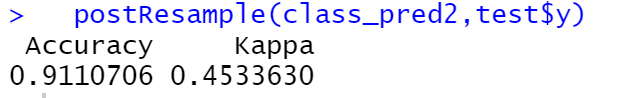 > postResample(class_pred2,test$y)
Accuracy Kappa
0.9110706 0.4533630